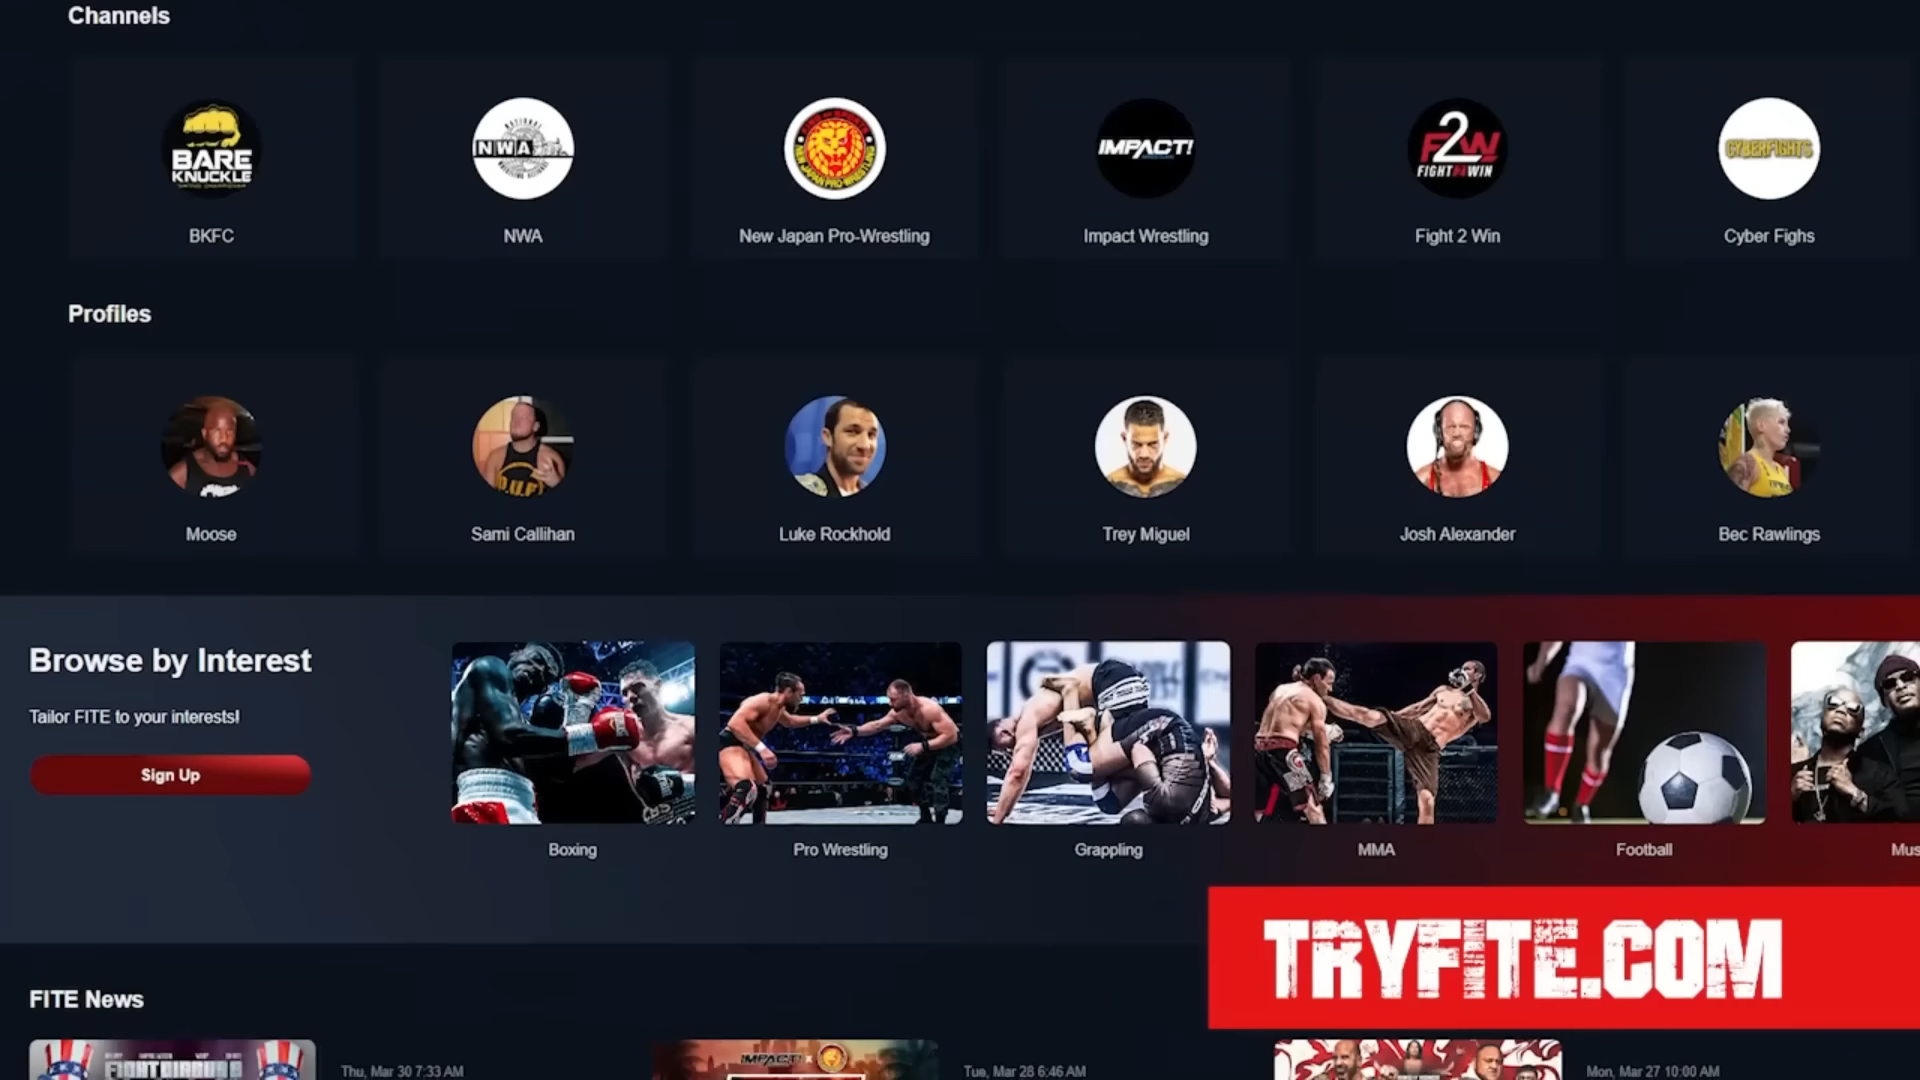 Channels
BARE
KNUCKLE
NWA
IMPACT!
F2W
FIGHT2WIN
CYBERFIGHTS
BKFC
NWA
New Japan Pro-Wrestling
Impact Wrestling
Fight 2 Win
Cyber Fighs
Profiles
Moose
Sami Callihan
Luke Rockhold
Trey Miguel
Josh Alexander
Bec Rawlings
Browse by Interest
Tailor FITE to your interests!
Sign Up
Boxing
Pro Wrestling
Grappling
MMA
Football
Mus
TRYFITE.COM
FITE News
IMPACT!
Thu, Mar 30 7:33 AM
Tue, Mar 28 6:46 AM
Mon, Mar 27 10:00 AM